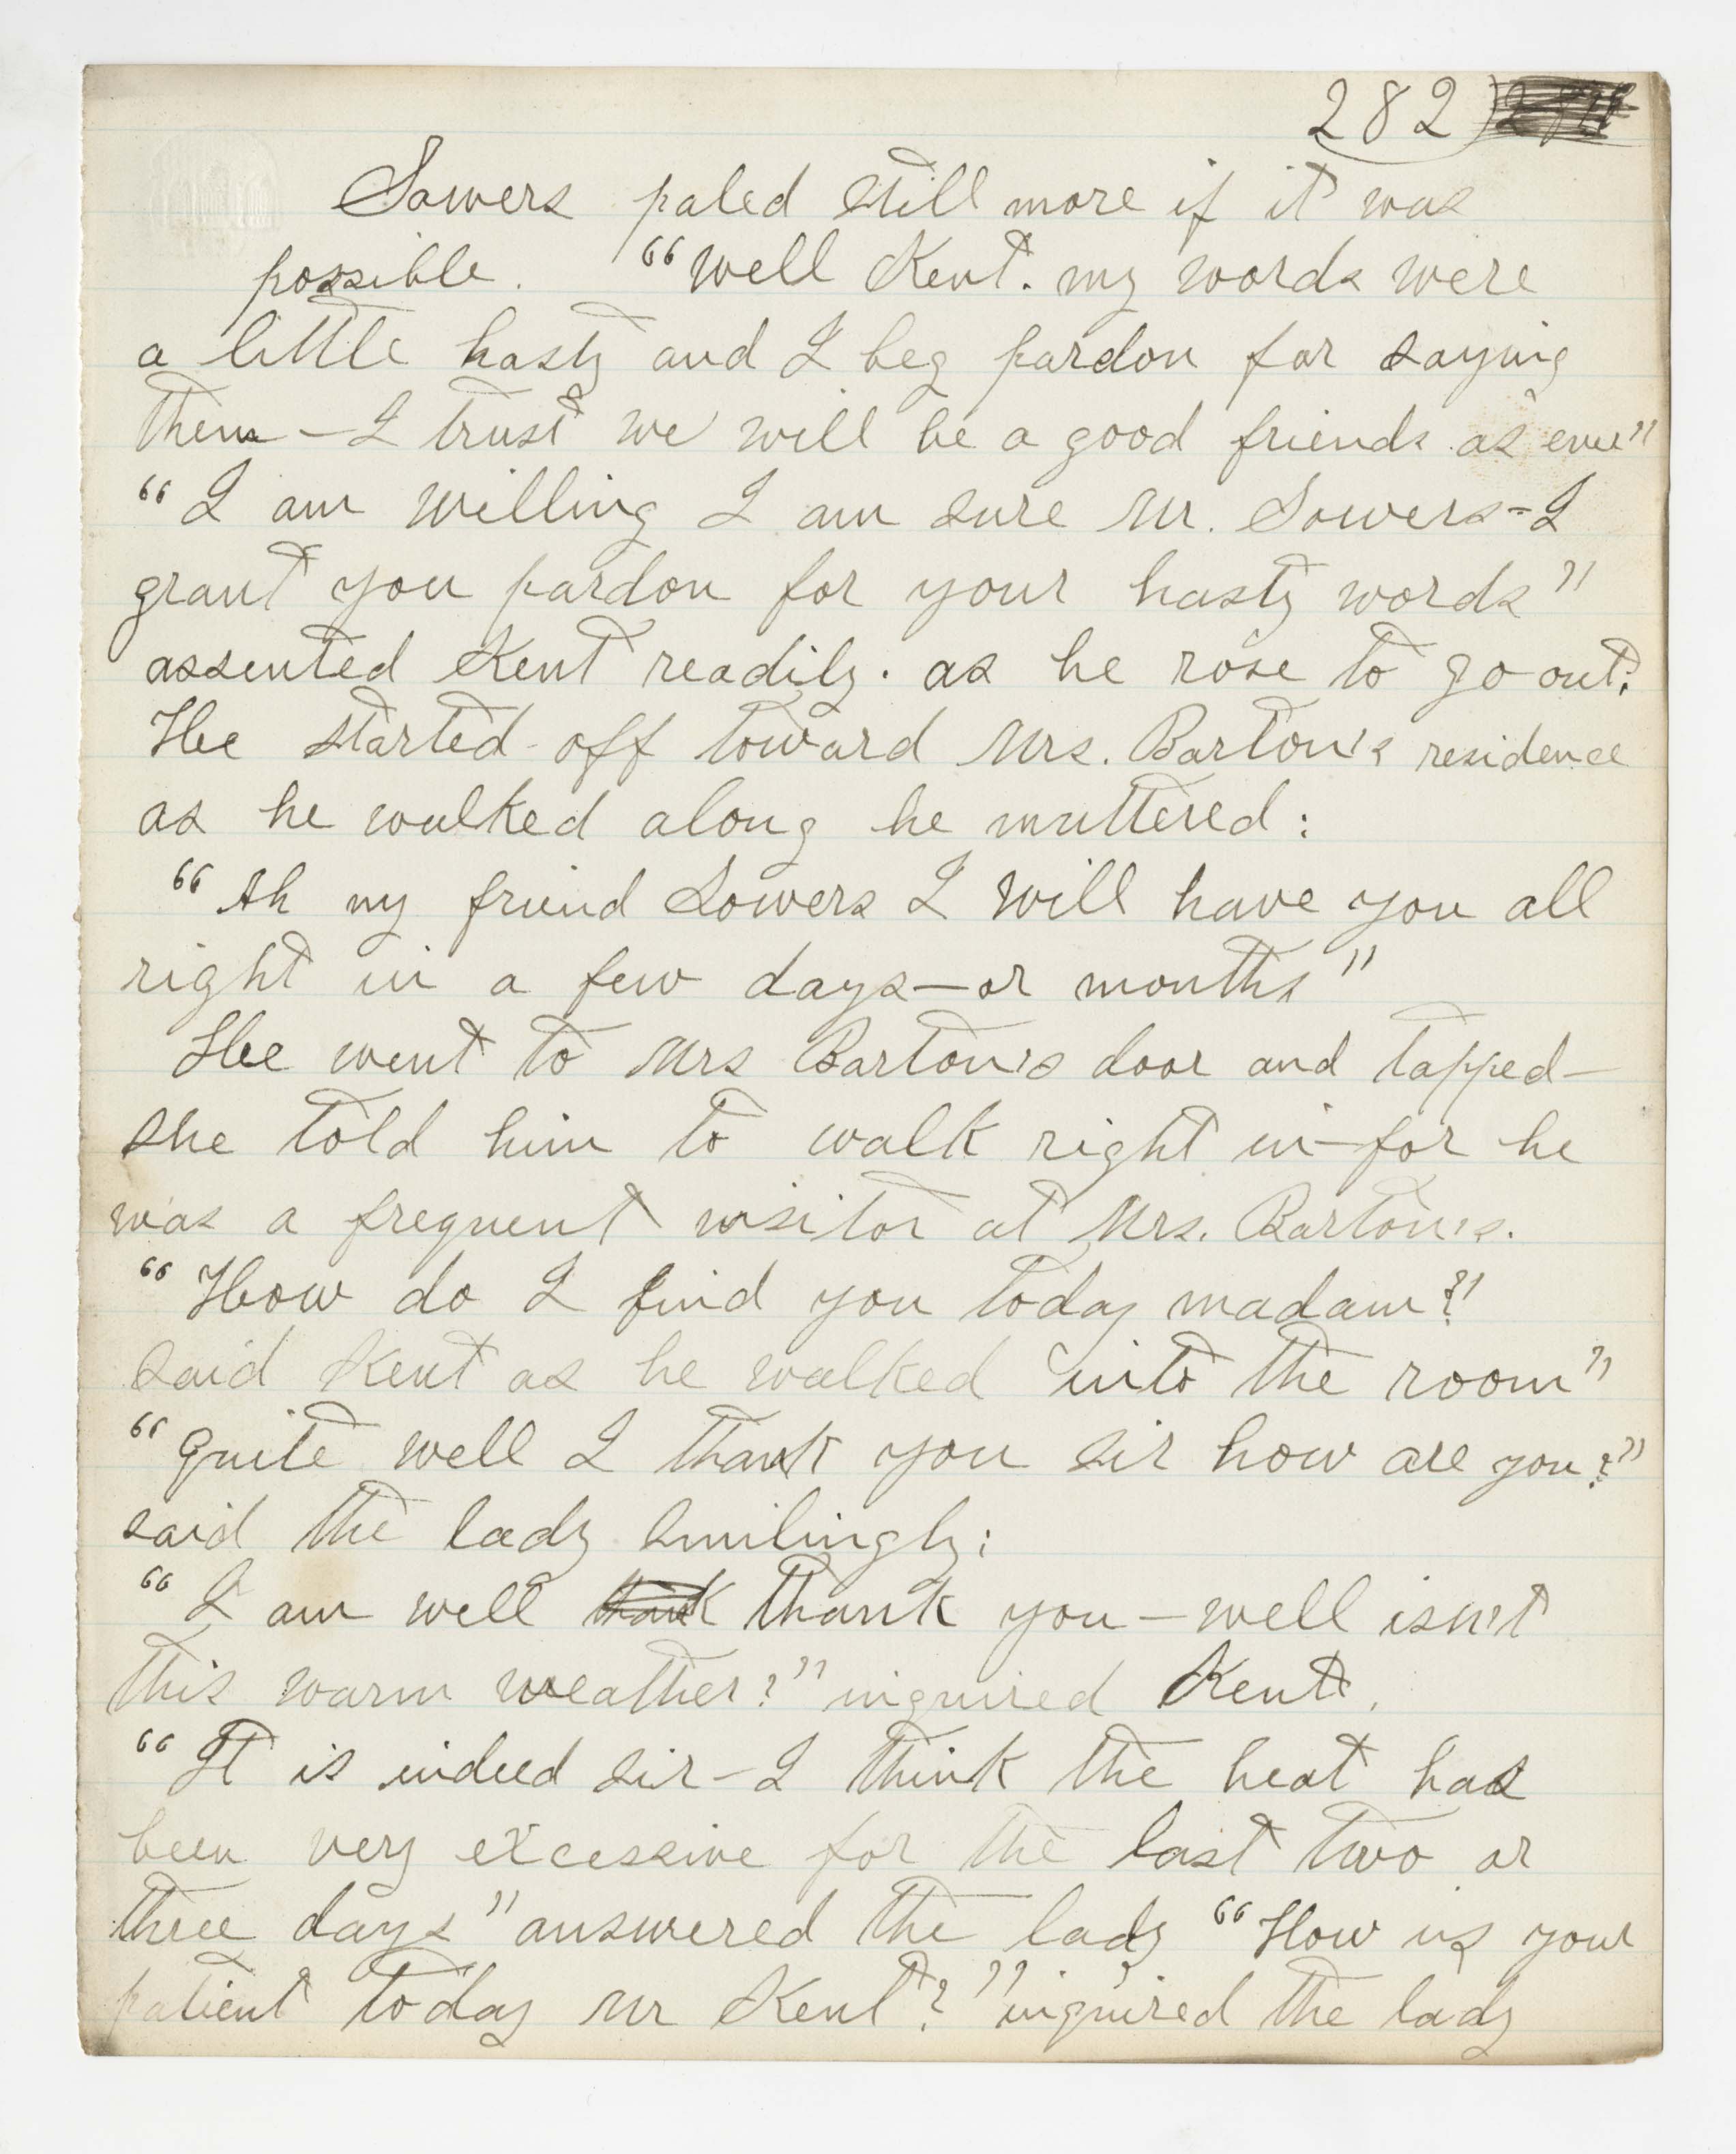 282)
Sowers paled still more if it was
possible. "well Kent. my words were
a little hasty and I beg pardon for saying
them – I trust we will be a good friends as ever"
"I am willing I am sure Mr. Sowers - I
grant you pardon for your hasty words"
assented Kent readily. as he rose to go out.
He started off toward Mrs. Barton's residence
as he walked along he muttered:
"Ah my friend Sowers I will have you all
right in a few days – or months"
He went to Mrs Barton's door and tapped –
she told him to walk right in – for he
was a frequent visitor at Mrs. Barton's.
"How do I find you today madam?"
said Kent as he walked into the room"
"quite well I thank you sir how are you?"
said the lady smilingly;
"I am well thank thank you – well isn't
this warm weather?" inquired Kent.
"It is indeed sir – I think the heat has
been very excessive for the last two or
three days" answered the lady "How is your
patient today Mr Kent?" inquired the lady